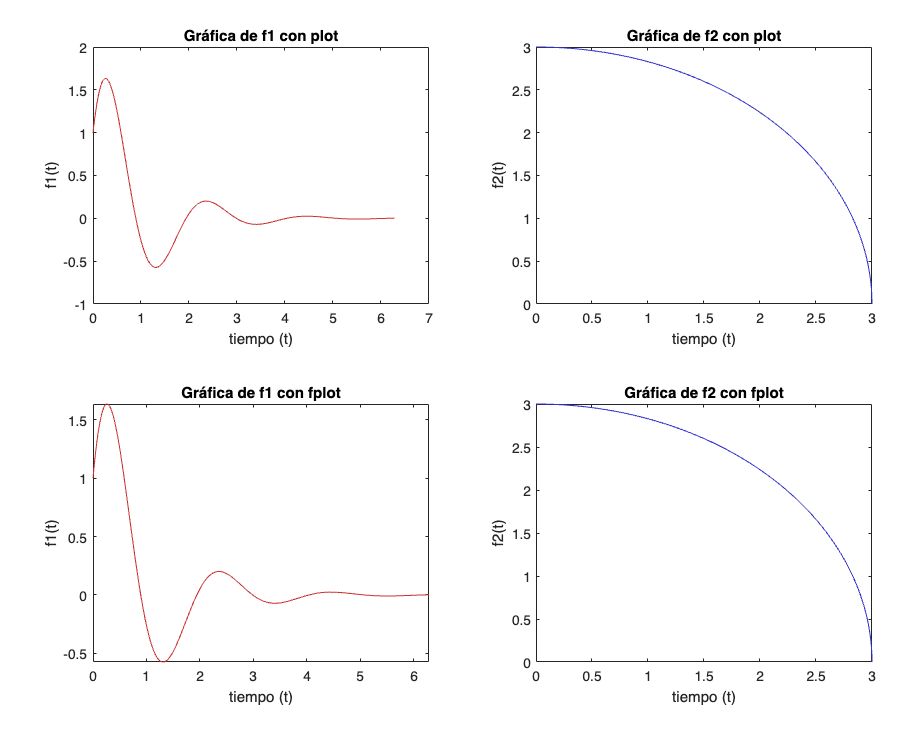 Gráfica de f1 con plot
2
1.5
1
0.5
0
-0.5
-1
f1(t)
0 1 2 3 4 5 6 7
tiempo (t)
Gráfica de f2 con plot
3
2.5
2
1.5
1
0.5
0
f2(t)
0 0.5 1 1.5 2 2.5 3
tiempo (t)
Gráfica de f1 con fplot
1.5
1
0.5
0
-0.5
f1(t)
0 1 2 3 4 5 6
tiempo (t)
Gráfica de f2 con fplot
3
2.5
2
1.5
1
0.5
0
f2(t)
0 0.5 1 1.5 2 2.5 3
tiempo (t)